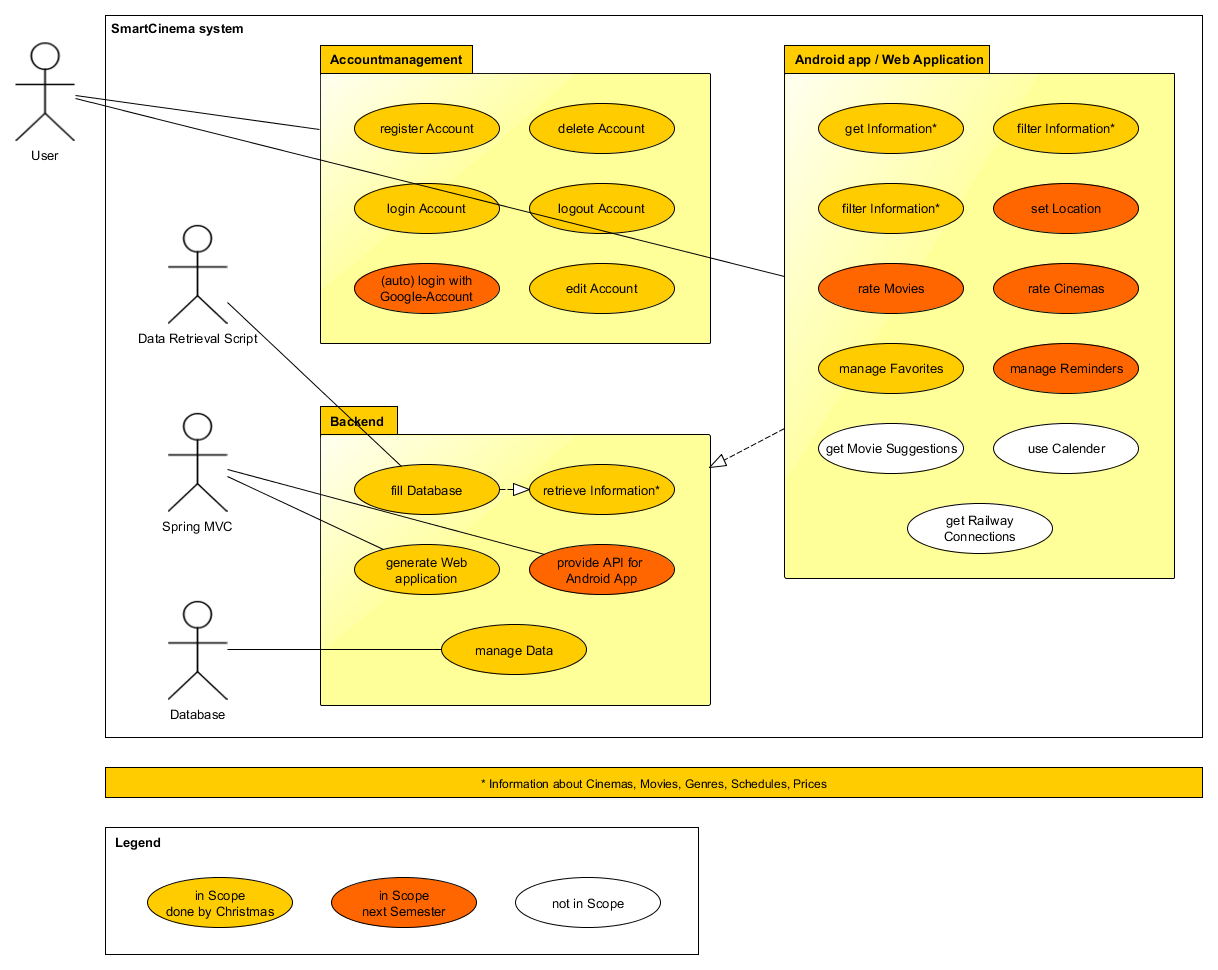 SmartCinema system
User
Accountmanagement
register Account
delete Account
login Account
logout Account
(auto) login with
Google-Account
edit Account
Android app / Web Application
get Information*
filter Information*
filter Information*
set Location
rate Movies
rate Cinemas
manage Favorites
manage Reminders
get Movie Suggestions
use Calender
get Railway
Connections
Data Retrieval Script
Spring MVC
Database
Backend
fill Database
retrieve Information*
generate Web
application
provide API for
Android App
manage Data
* Information about Cinemas, Movies, Genres, Schedules, Prices
Legend
in Scope
done by Christmas
in Scope
next Semester
not in Scope